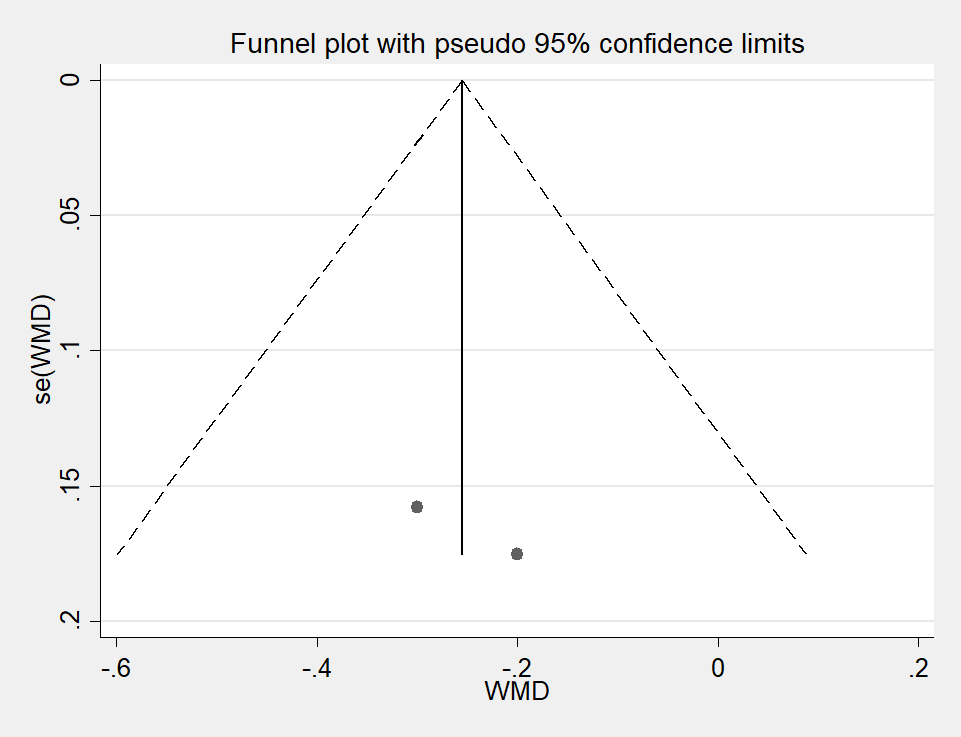 Funnel plot with pseudo 95% confidence limits
0
.05
.1
.15
.2
se(WMD)
-.6 -.4 -.2 0 .2
WMD